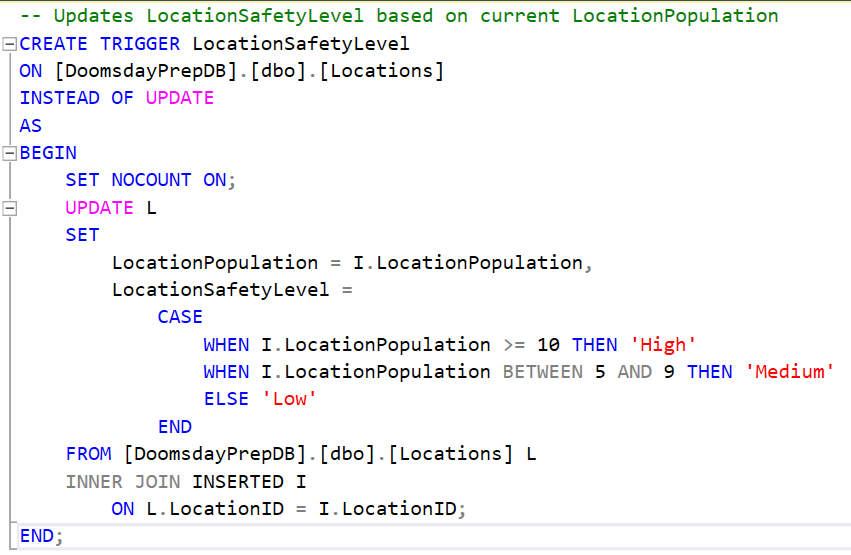 -- Updates LocationSafetyLevel based on current LocationPopulation
CREATE TRIGGER LocationSafetyLevel
ON [DoomsdayPrepDB].[dbo].[Locations]
INSTEAD OF UPDATE
AS
BEGIN
    SET NOCOUNT ON;
    UPDATE L
    SET
        LocationPopulation = I.LocationPopulation,
        LocationSafetyLevel =
            CASE
                WHEN I.LocationPopulation >= 10 THEN 'High'
                WHEN I.LocationPopulation BETWEEN 5 AND 9 THEN 'Medium'
                ELSE 'Low'
            END
    FROM [DoomsdayPrepDB].[dbo].[Locations] L
    INNER JOIN INSERTED I
        ON L.LocationID = I.LocationID;
END;